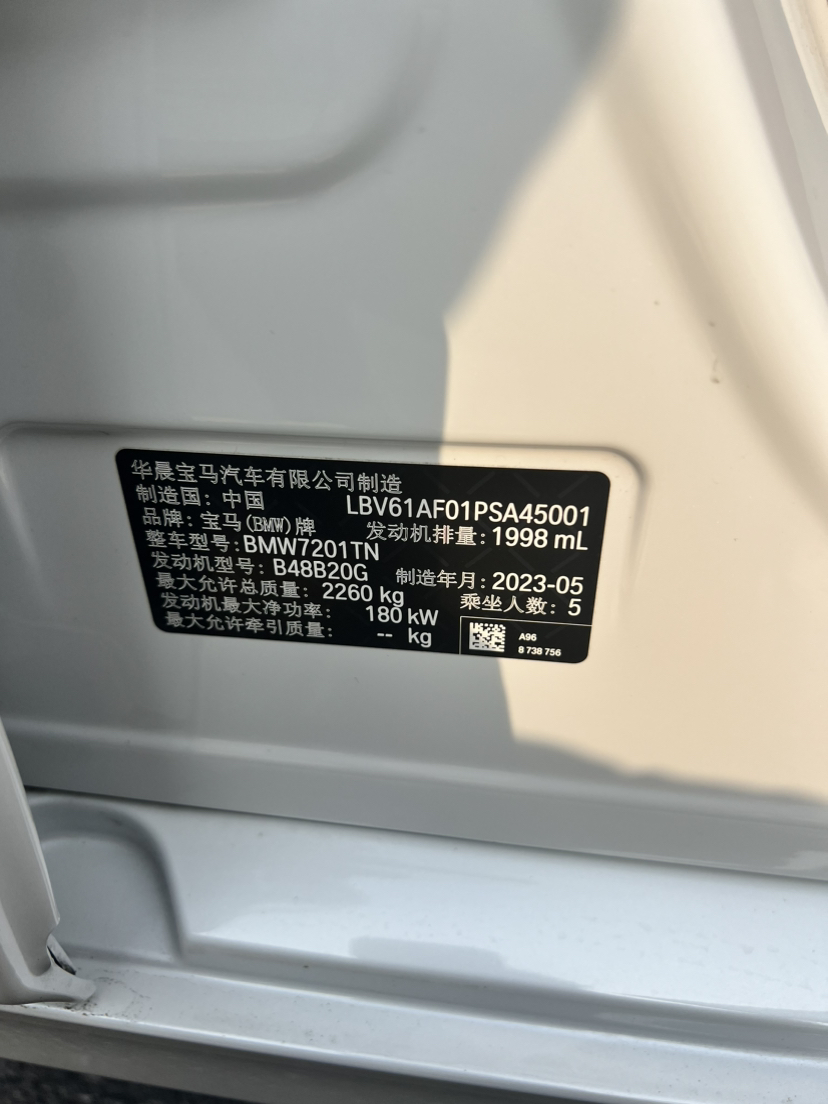 华晨宝马汽车有限公司制造
制造国：中国 LBV61AF01PSA45001
品牌：宝马(BMW)牌 发动机排量：1998 mL
整车型号：BMW7201TN
发动机型号：B48B20G 制造年月：2023-05
最大允许总质量：2260 kg 乘坐人数：5
发动机最大净功率：180 kW
最大允许牵引质量：-- kg
A96
8 738 756